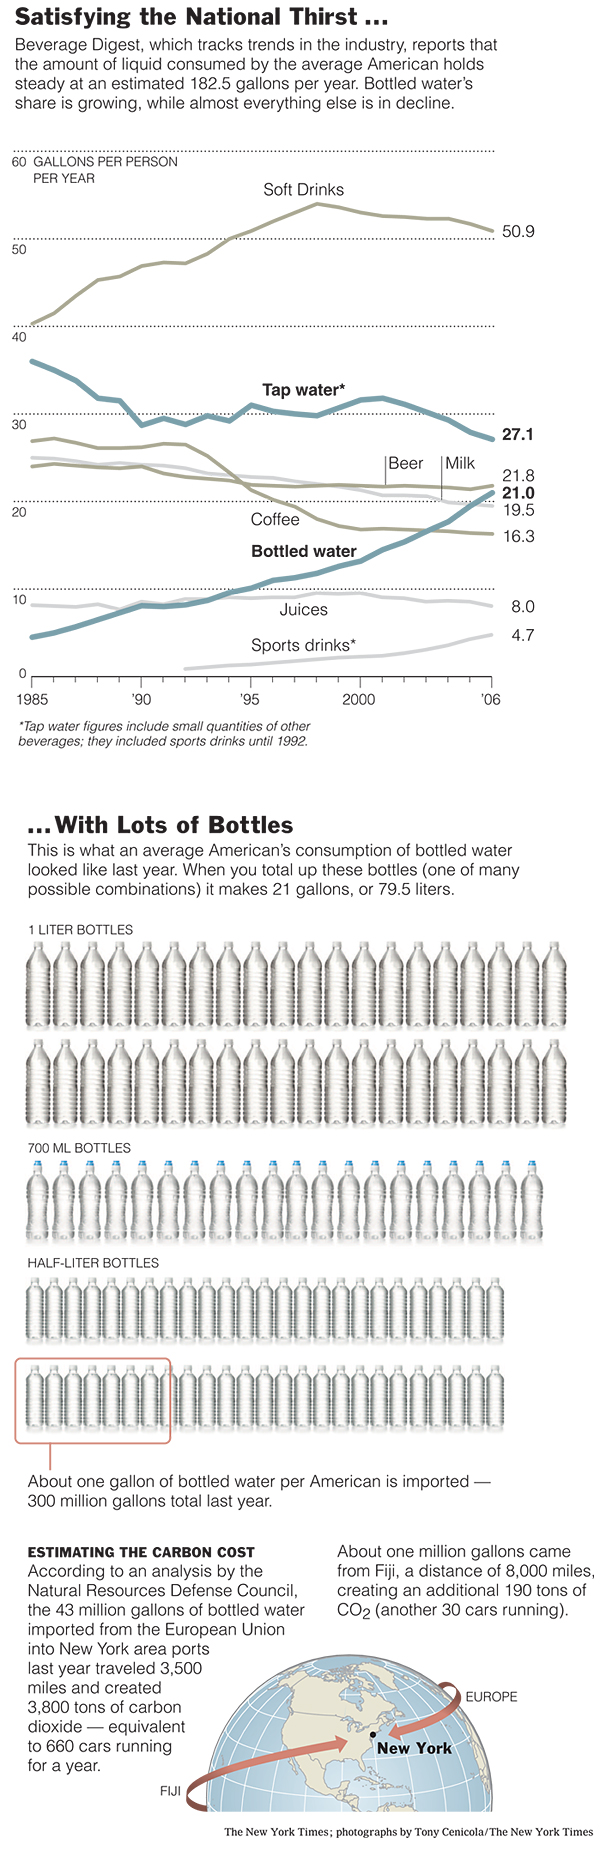 Satisfying the National Thirst ...
Beverage Digest, which tracks trends in the industry, reports that
the amount of liquid consumed by the average American holds
steady at an estimated 182.5 gallons per year. Bottled water's
share is growing, while almost everything else is in decline.
60 GALLONS PER PERSON
PER YEAR
Soft Drinks
50.9
50
40
Tap water*
30
27.1
Beer
Milk
21.8
21.0
19.5
20
Coffee
16.3
Bottled water
10
Juices
8.0
Sports drinks*
4.7
0
1985
'90
'95
2000
'06
*Tap water figures include small quantities of other
beverages; they included sports drinks until 1992.
...With Lots of Bottles
This is what an average American's consumption of bottled water
looked like last year. When you total up these bottles (one of many
possible combinations) it makes 21 gallons, or 79.5 liters.
1 LITER BOTTLES
700 ML BOTTLES
HALF-LITER BOTTLES
About one gallon of bottled water per American is imported —
300 million gallons total last year.
ESTIMATING THE CARBON COST
According to an analysis by the
Natural Resources Defense Council,
the 43 million gallons of bottled water
imported from the European Union
into New York area ports
last year traveled 3,500
miles and created
3,800 tons of carbon
dioxide — equivalent
to 660 cars running
for a year.
About one million gallons came
from Fiji, a distance of 8,000 miles,
creating an additional 190 tons of
CO2 (another 30 cars running).
EUROPE
New York
FIJI
The New York Times; photographs by Tony Cenicola/The New York Times